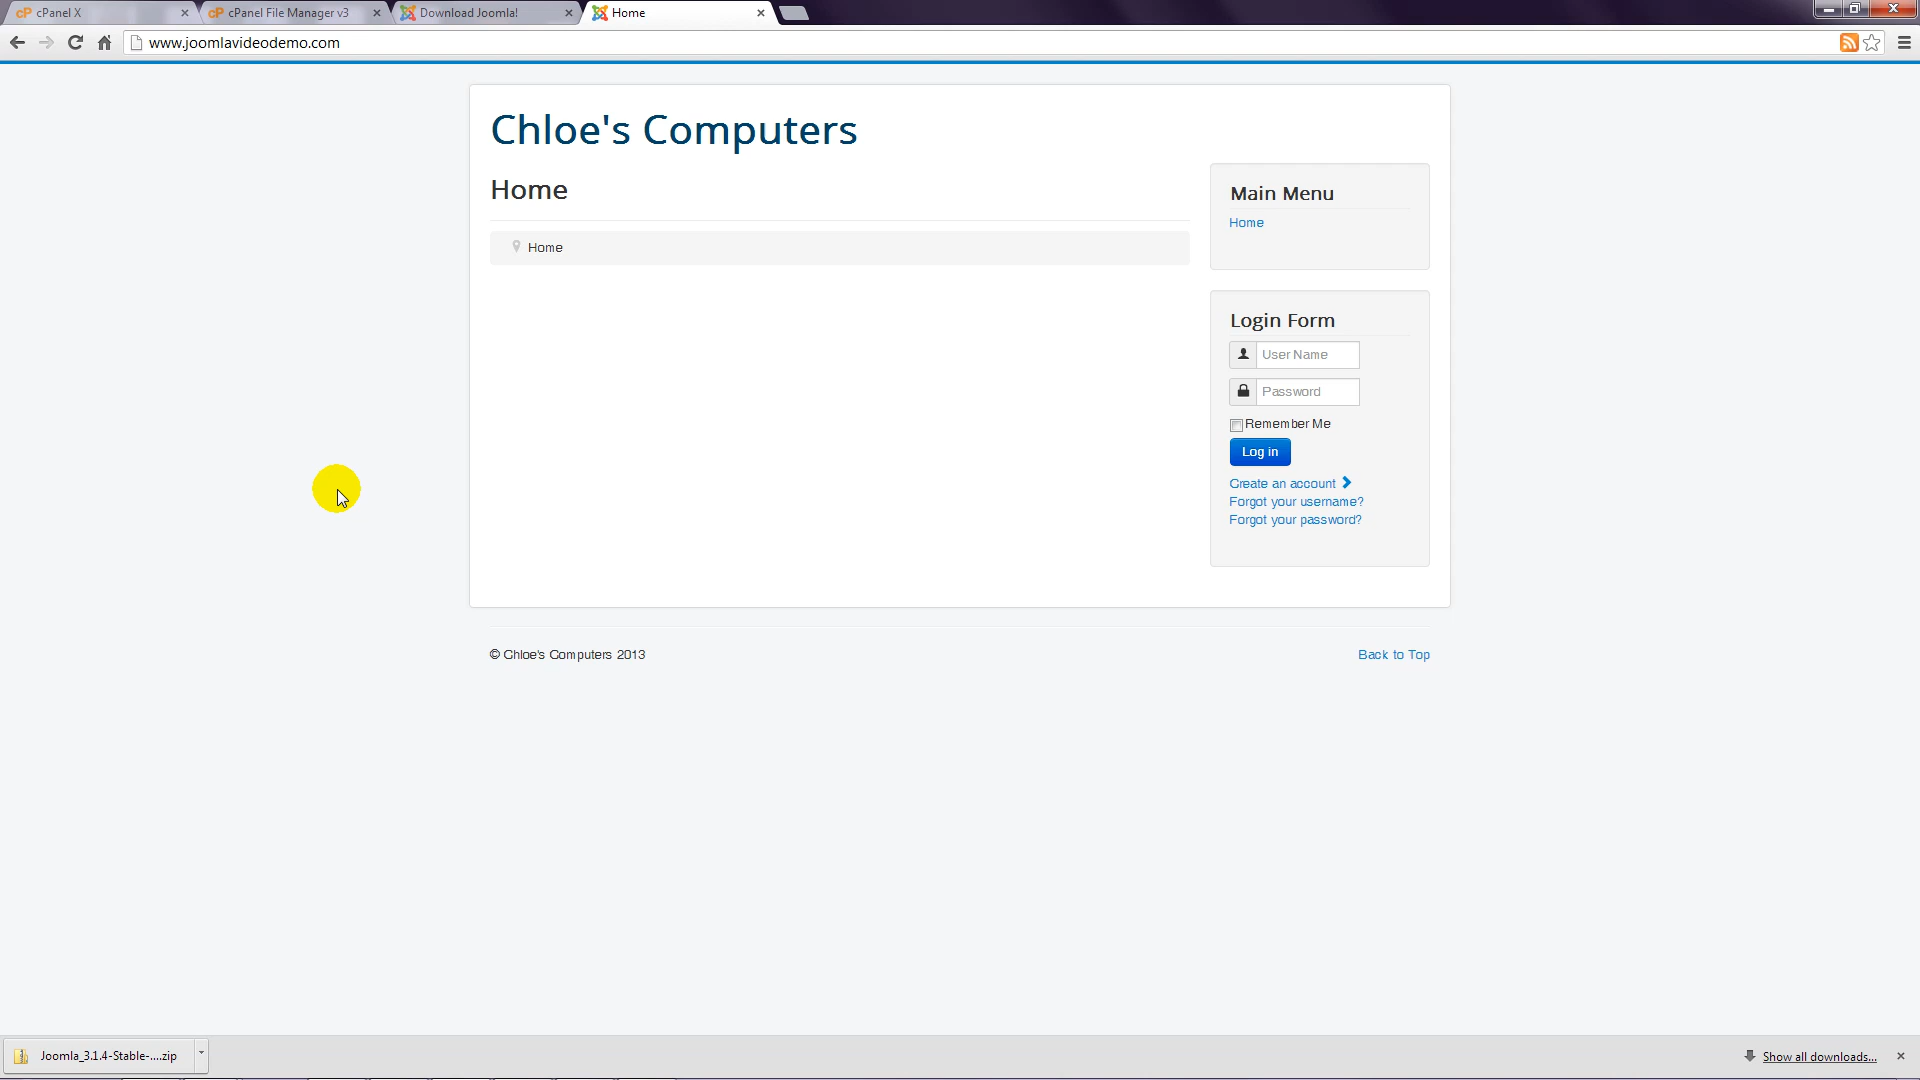 cPanel X
cPanel File Manager v3
Download Joomla!
Home
www.joomlavideodemo.com
Chloe's Computers
Home
Home
Main Menu
Home
Login Form
User Name
Password
Remember Me
Log in
Create an account
Forgot your username?
Forgot your password?
© Chloe's Computers 2013
Back to Top
Joomla_3.1.4-Stable-....zip
Show all downloads...